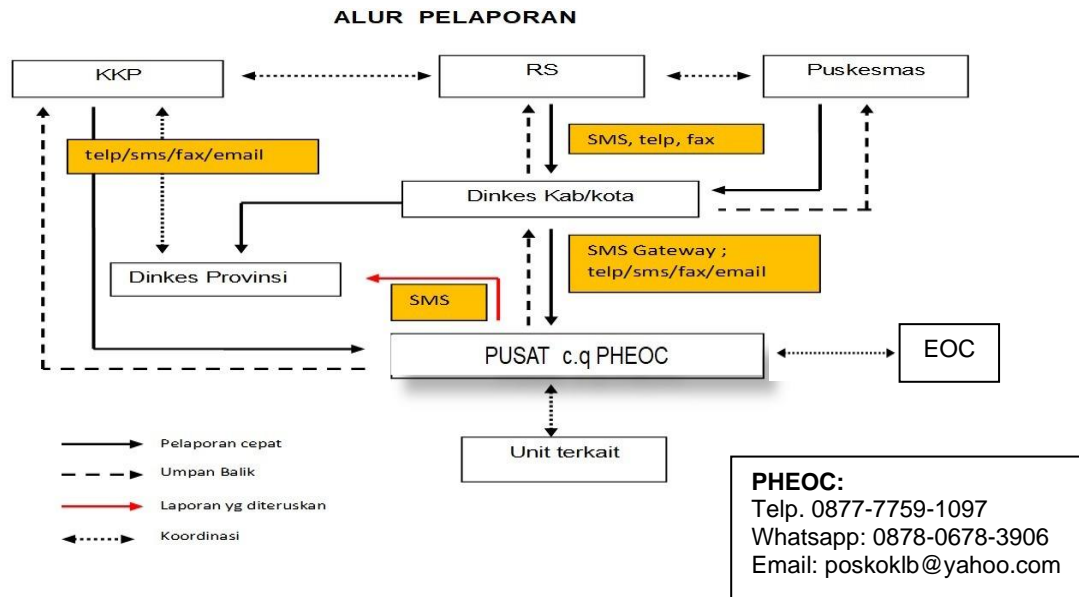 ALUR PELAPORAN
KKP
RS
Puskesmas
telp/sms/fax/email
SMS, telp, fax
Dinkes Kab/kota
SMS Gateway ;
telp/sms/fax/email
Dinkes Provinsi
SMS
PUSAT c.q PHEOC
EOC
Unit terkait
Pelaporan cepat
Umpan Balik
Laporan yg diteruskan
Koordinasi
PHEOC:
Telp. 0877-7759-1097
Whatsapp: 0878-0678-3906
Email: poskoklb@yahoo.com